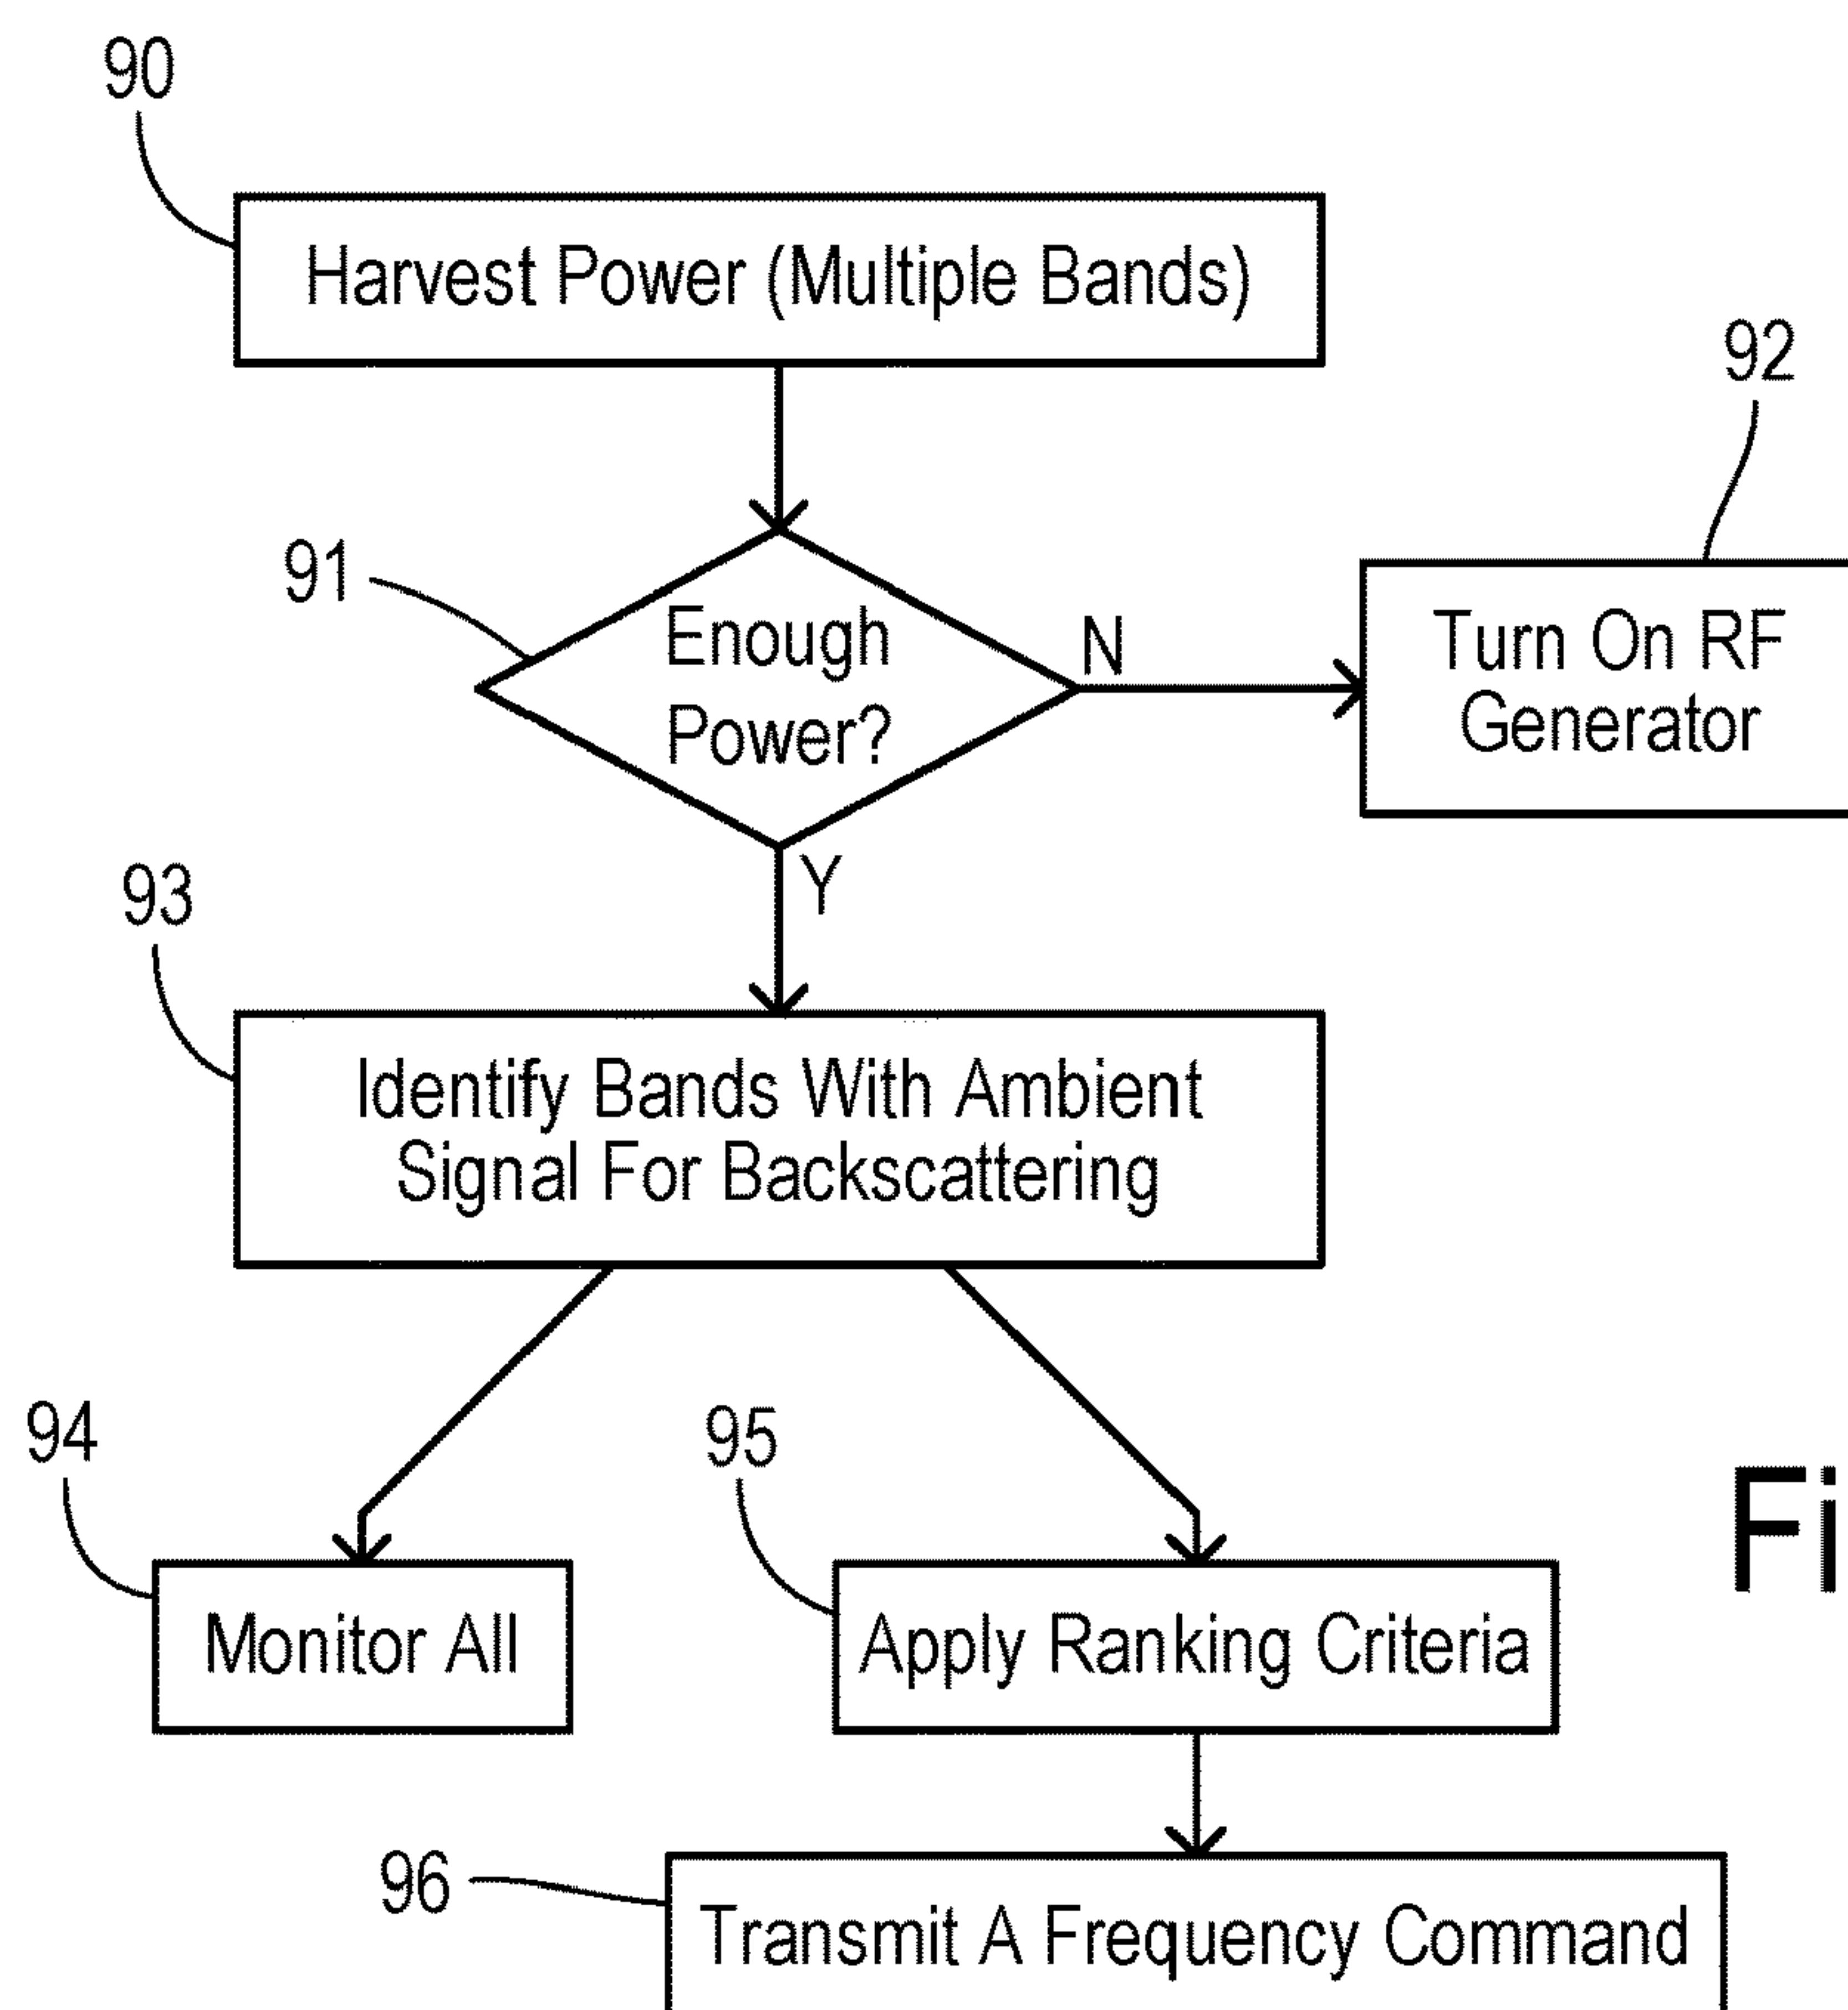 90
Harvest Power (Multiple Bands)
92
91
Enough
Power?
N
Turn On RF
Generator
Y
93
Identify Bands With Ambient
Signal For Backscattering
94
95
Fi
Monitor All
Apply Ranking Criteria
96
Transmit A Frequency Command